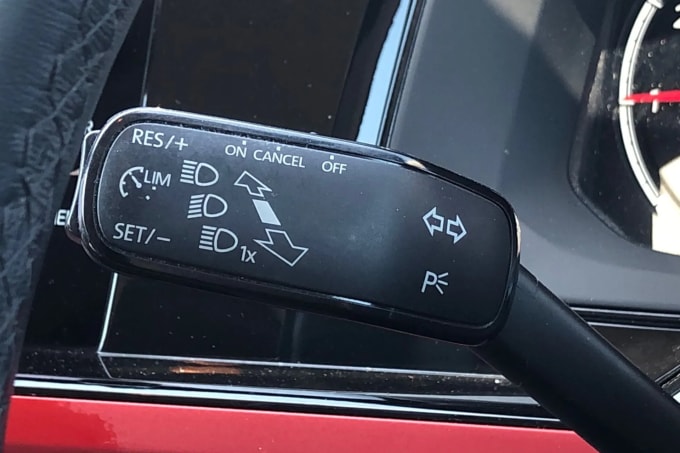 RES/+
ON CANCEL OFF
LIM
SET/-
1x
P